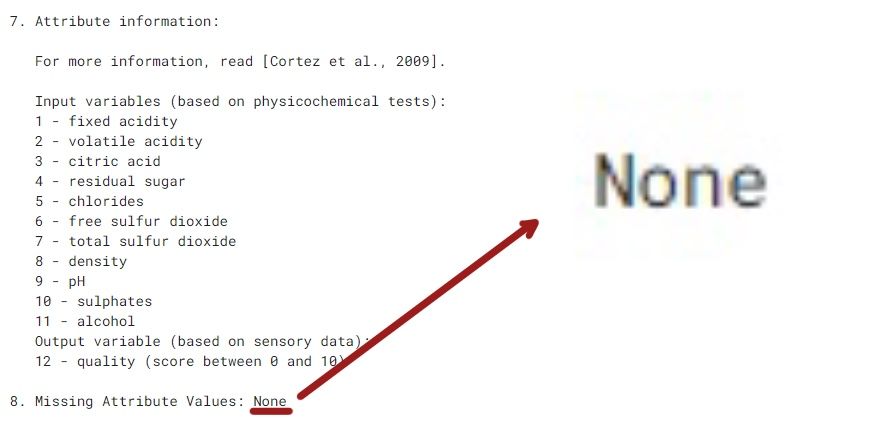 7. Attribute information:
For more information, read [Cortez et al., 2009].
Input variables (based on physicochemical tests):
1 - fixed acidity
2 - volatile acidity
3 - citric acid
4 - residual sugar
5 - chlorides
6 - free sulfur dioxide
7 - total sulfur dioxide
8 - density
9 - pH
10 - sulphates
11 - alcohol
Output variable (based on sensory data):
12 - quality (score between 0 and 10)
8. Missing Attribute Values: None
None